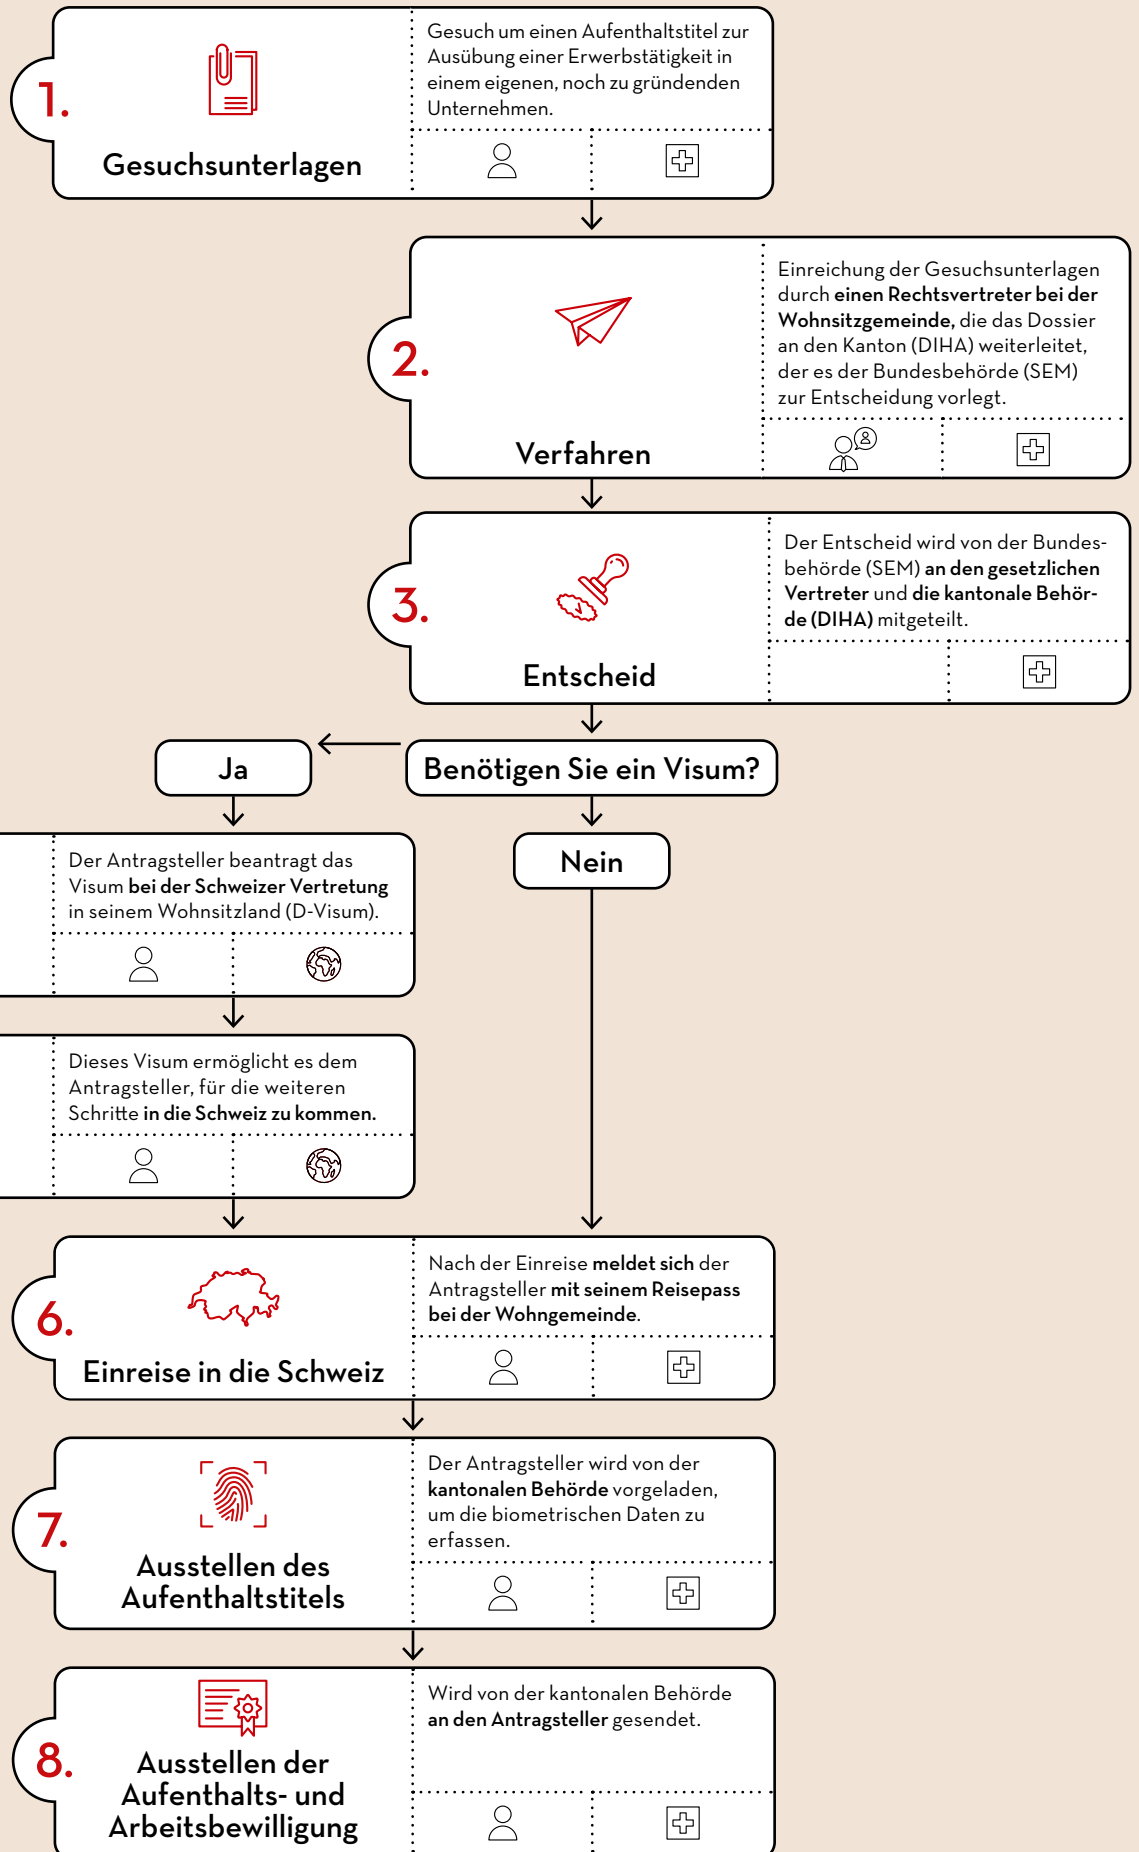 1.
Gesuchsunterlagen
Gesuch um einen Aufenthaltstitel zur
Ausübung einer Erwerbstätigkeit in
einem eigenen, noch zu gründenden
Unternehmen.
2.
Verfahren
Einreichung der Gesuchsunterlagen
durch einen Rechtsvertreter bei der
Wohnsitzgemeinde, die das Dossier
an den Kanton (DIHA) weiterleitet,
der es der Bundesbehörde (SEM)
zur Entscheidung vorlegt.
3.
Entscheid
Der Entscheid wird von der Bundes-
behörde (SEM) an den gesetzlichen
Vertreter und die kantonale Behör-
de (DIHA) mitgeteilt.
Benötigen Sie ein Visum?
Ja
Nein
Der Antragsteller beantragt das
Visum bei der Schweizer Vertretung
in seinem Wohnsitzland (D-Visum).
Dieses Visum ermöglicht es dem
Antragsteller, für die weiteren
Schritte in die Schweiz zu kommen.
6.
Einreise in die Schweiz
Nach der Einreise meldet sich der
Antragsteller mit seinem Reisepass
bei der Wohngemeinde.
7.
Ausstellen des
Aufenthaltstitels
Der Antragsteller wird von der
kantonalen Behörde vorgeladen,
um die biometrischen Daten zu
erfassen.
8.
Ausstellen der
Aufenthalts- und
Arbeitsbewilligung
Wird von der kantonalen Behörde
an den Antragsteller gesendet.